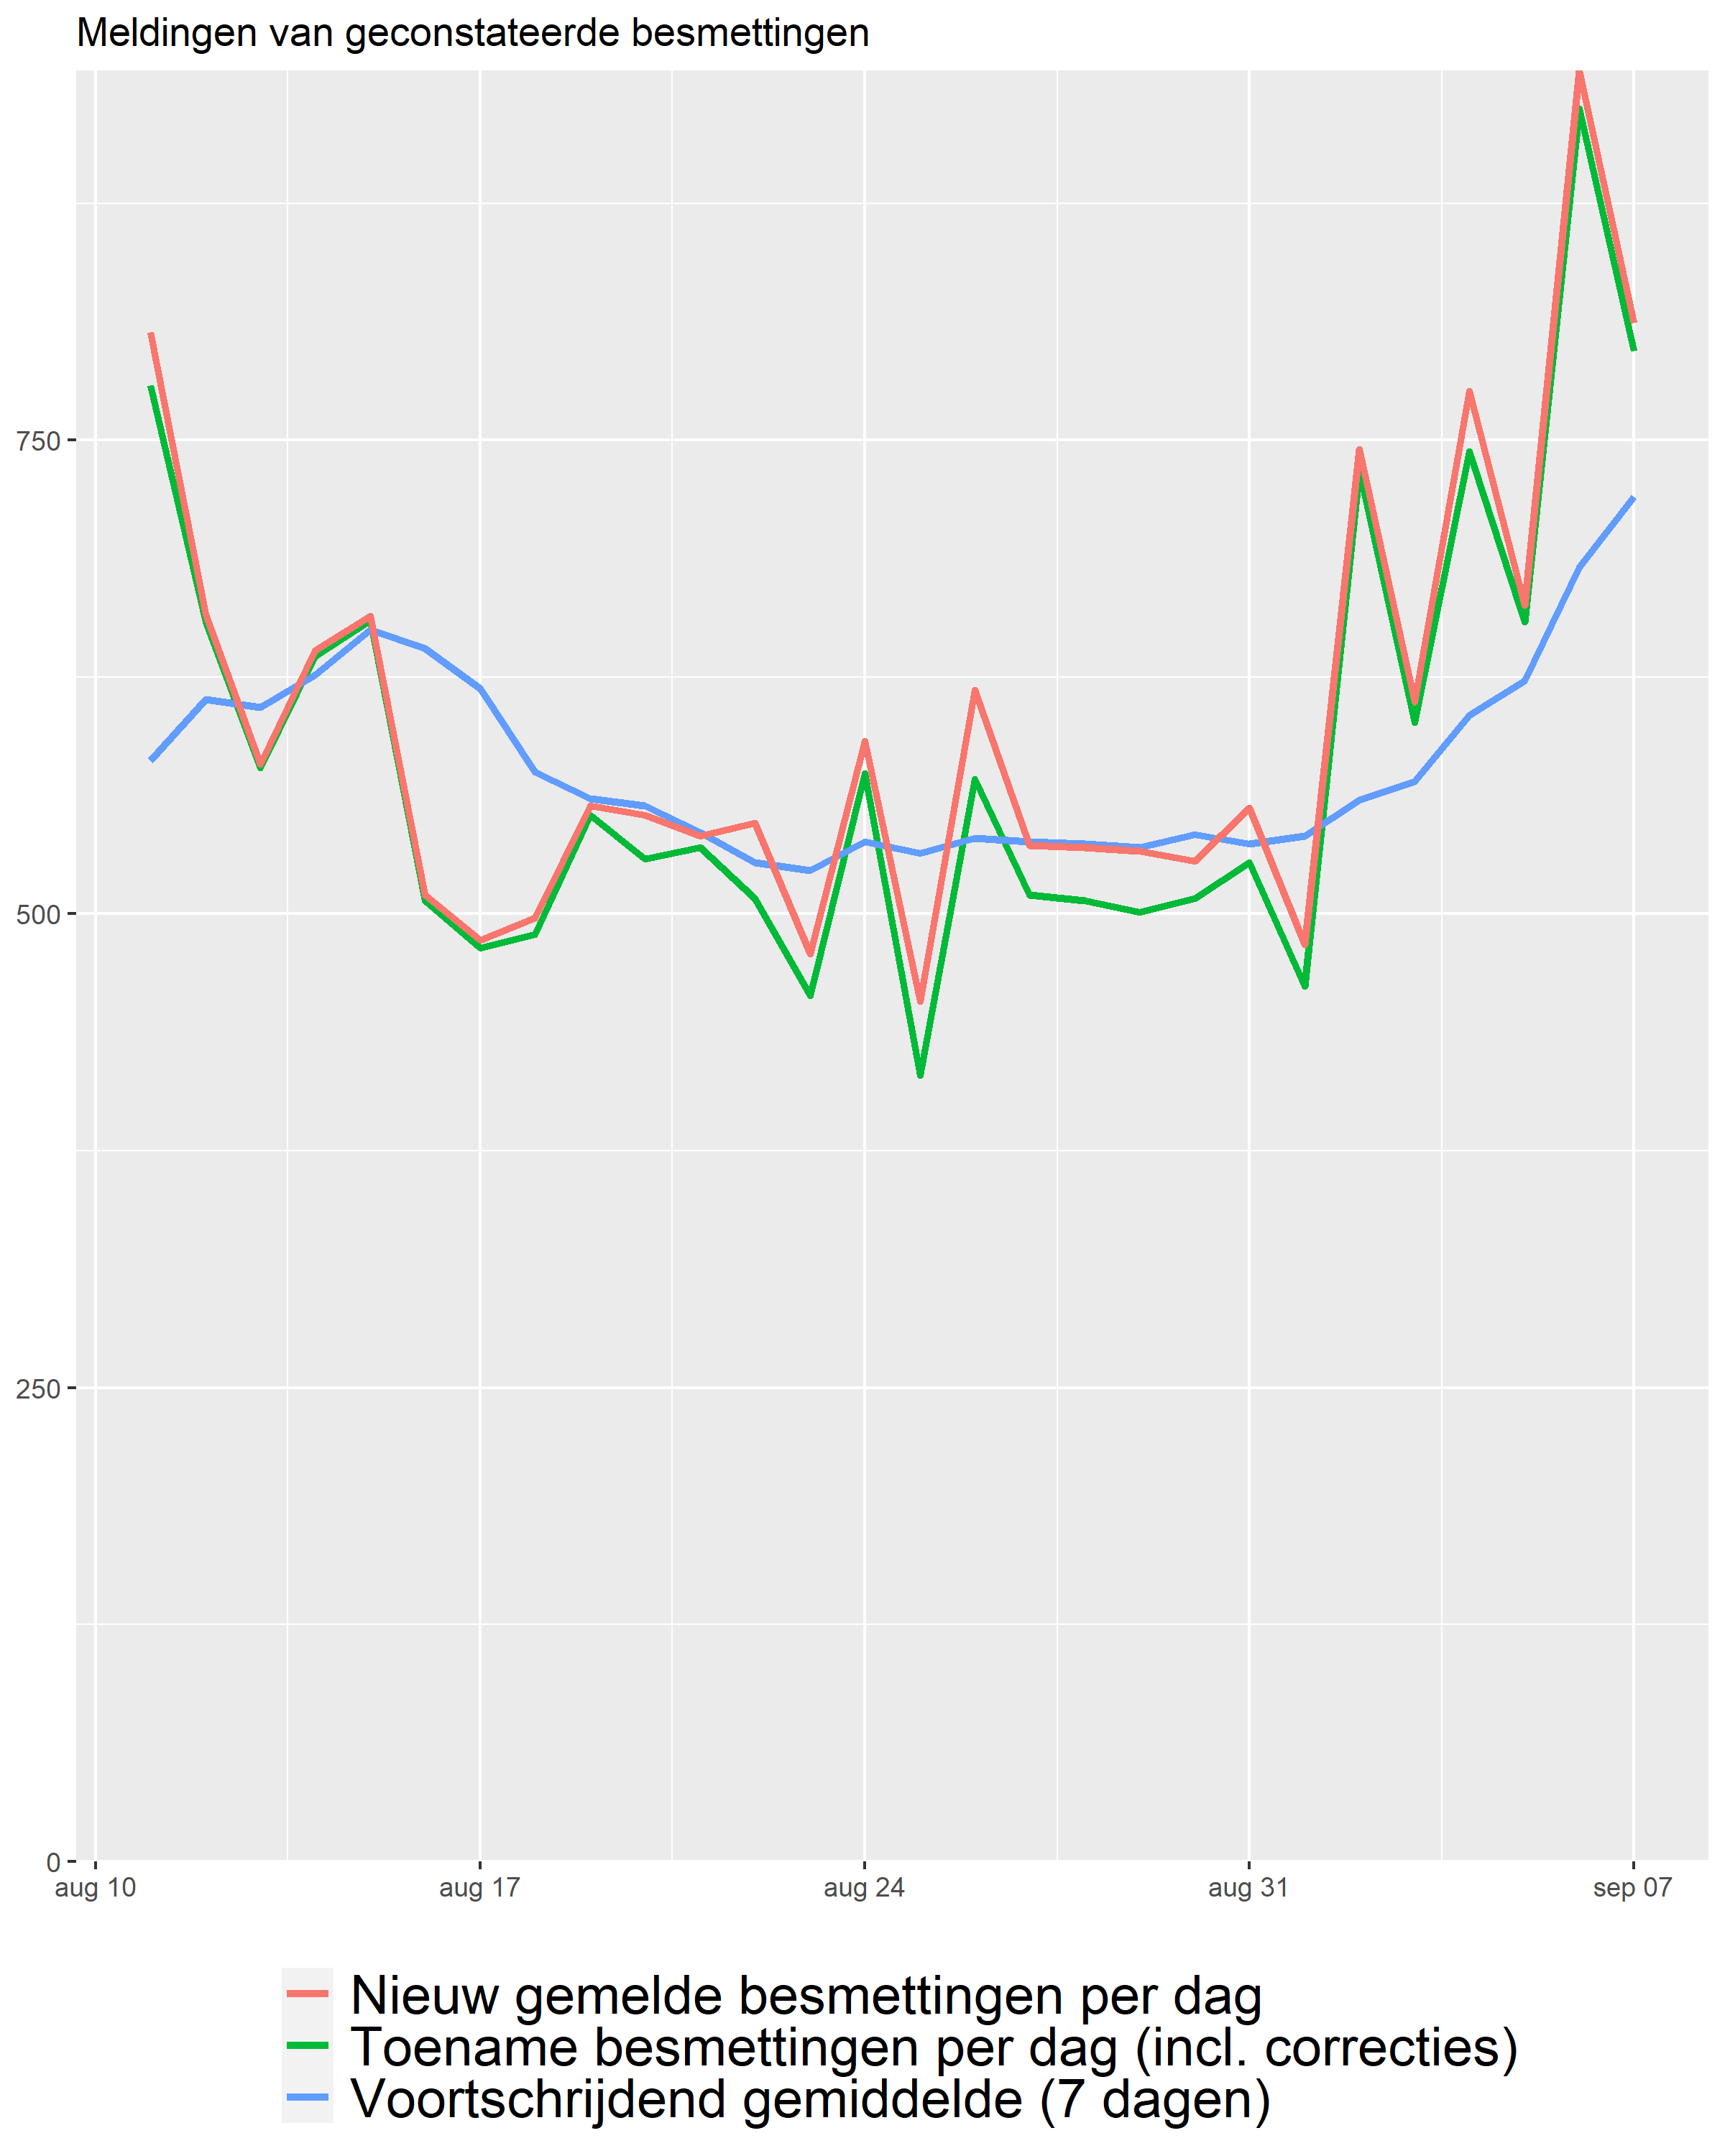 Meldingen van geconstateerde besmettingen
750
500
250
0
aug 10 aug 17 aug 24 aug 31 sep 07
Nieuw gemelde besmettingen per dag
Toename besmettingen per dag (incl. correcties)
Voortschrijdend gemiddelde (7 dagen)